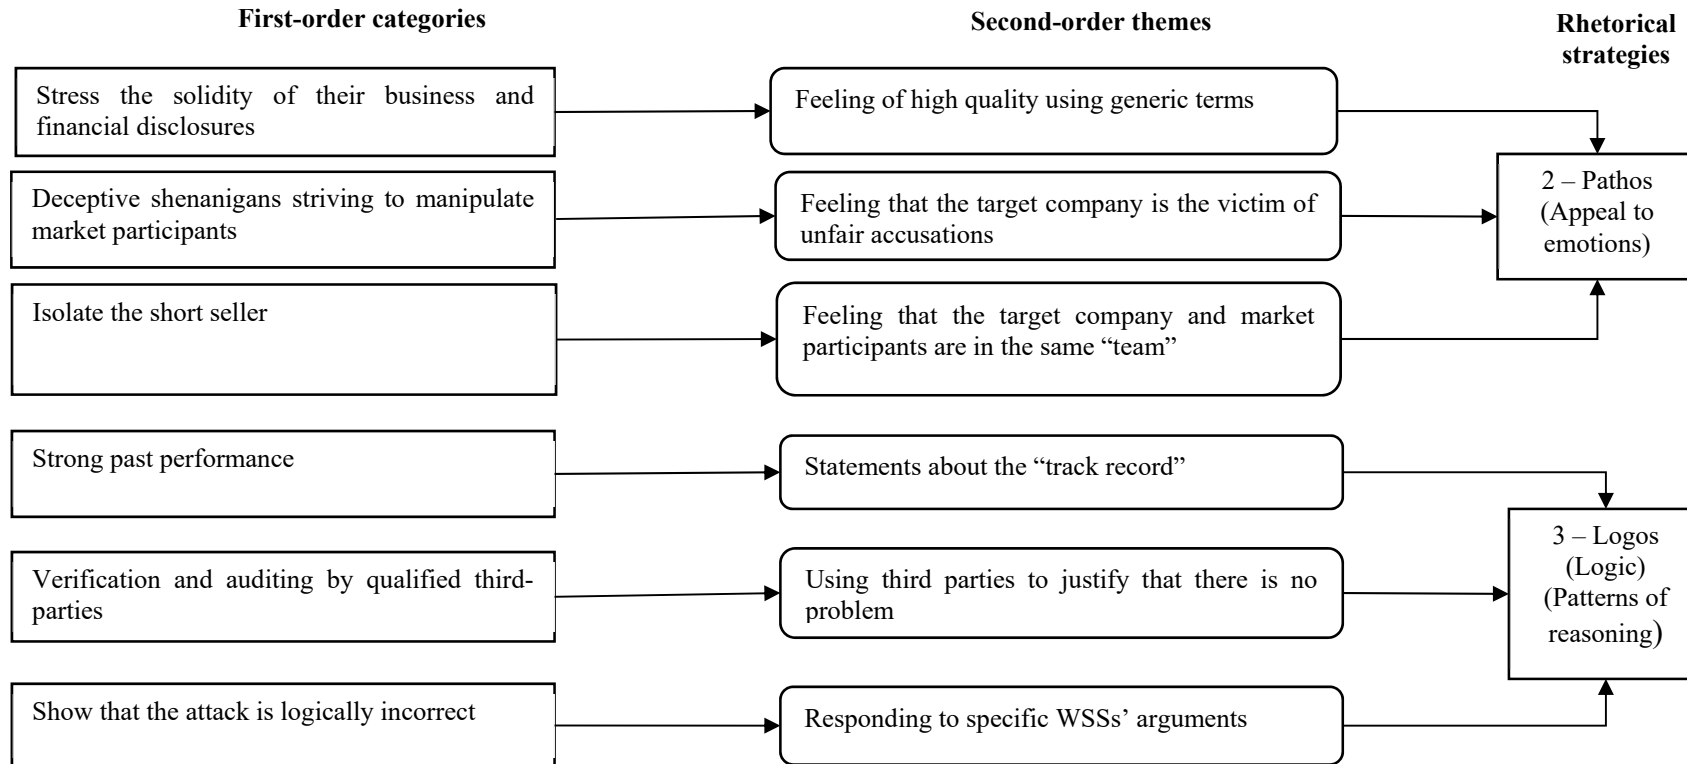 First-order categories
Second-order themes
Rhetorical
strategies
Stress the solidity of their business and
financial disclosures
Feeling of high quality using generic terms
Deceptive shenanigans striving to manipulate
market participants
Feeling that the target company is the victim of
unfair accusations
2 – Pathos
(Appeal to
emotions)
Isolate the short seller
Feeling that the target company and market
participants are in the same “team”
Strong past performance
Statements about the “track record”
Verification and auditing by qualified third-
parties
Using third parties to justify that there is no
problem
3 – Logos
(Logic)
(Patterns of
reasoning)
Show that the attack is logically incorrect
Responding to specific WSSs’ arguments